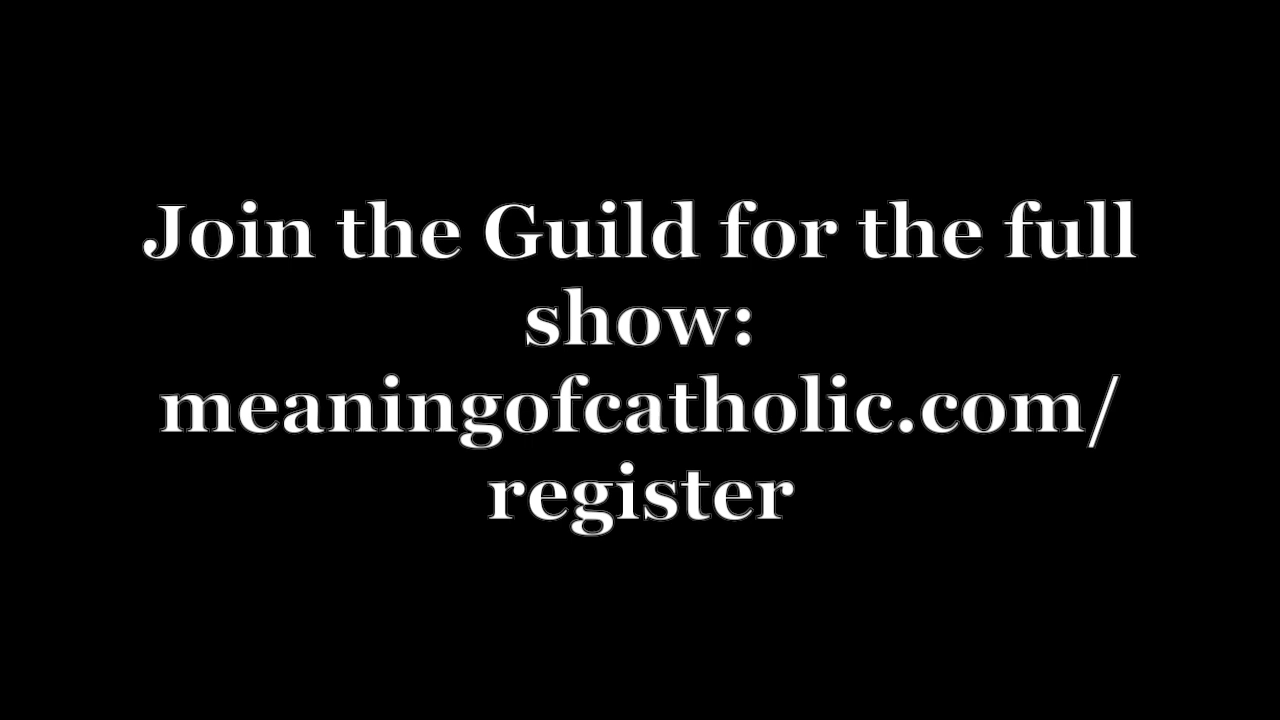 Join the Guild for the full
show:
meaningofcatholic.com/
register